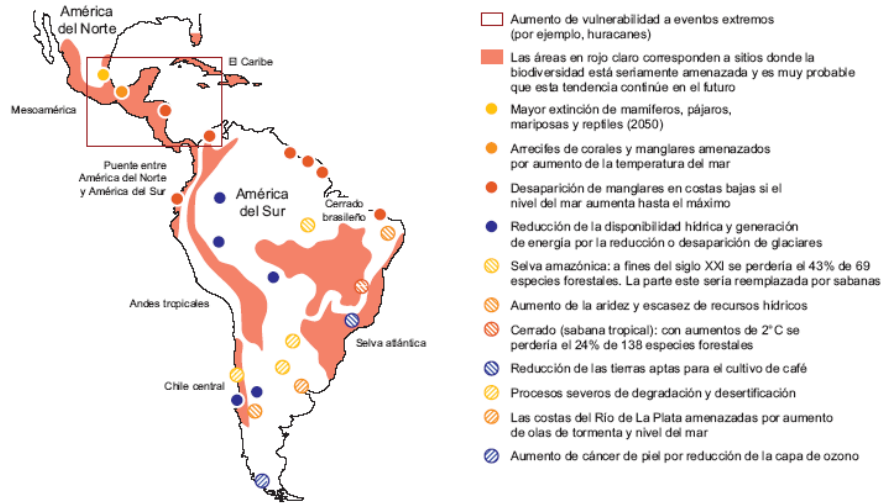 América
del Norte
El Caribe
Mesoamérica
Puente entre
América del Norte
y América del Sur
América
del Sur
Cerrado
brasileño
Andes tropicales
Selva atlántica
Chile central
Aumento de vulnerabilidad a eventos extremos
(por ejemplo, huracanes)
Las áreas en rojo claro corresponden a sitios donde la
biodiversidad está seriamente amenazada y es muy probable
que esta tendencia continúe en el futuro
Mayor extinción de mamíferos, pájaros,
mariposas y reptiles (2050)
Arrecifes de corales y manglares amenazados
por aumento de la temperatura del mar
Desaparición de manglares en costas bajas si el
nivel del mar aumenta hasta el máximo
Reducción de la disponibilidad hídrica y generación
de energía por la reducción o desaparición de glaciares
Selva amazónica: a fines del siglo XXI se perdería el 43% de 69
especies forestales. La parte este sería reemplazada por sabanas
Aumento de la aridez y escasez de recursos hídricos
Cerrado (sabana tropical): con aumentos de 2°C se
perdería el 24% de 138 especies forestales
Reducción de las tierras aptas para el cultivo de café
Procesos severos de degradación y desertificación
Las costas del Río de La Plata amenazadas por aumento
de olas de tormenta y nivel del mar
Aumento de cáncer de piel por reducción de la capa de ozono